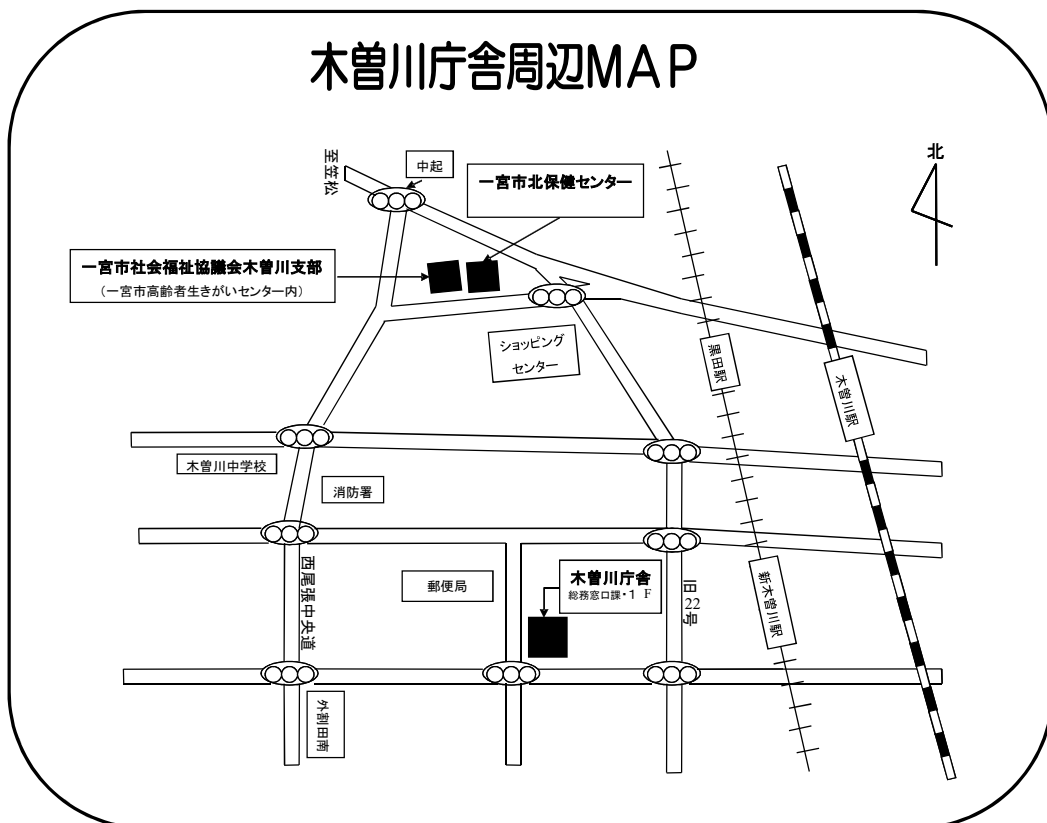 木曽川庁舎周辺MAP
至笠松
中起
一宮市北保健センター
北
一宮市社会福祉協議会木曽川支部
（一宮市高齢者生きがいセンター内）
ショッピング
センター
黒田駅
木曽川駅
木曽川中学校
消防署
西尾張中央道
郵便局
木曽川庁舎
総務窓口課・１ F
旧22号
新木曽川駅
外割田南